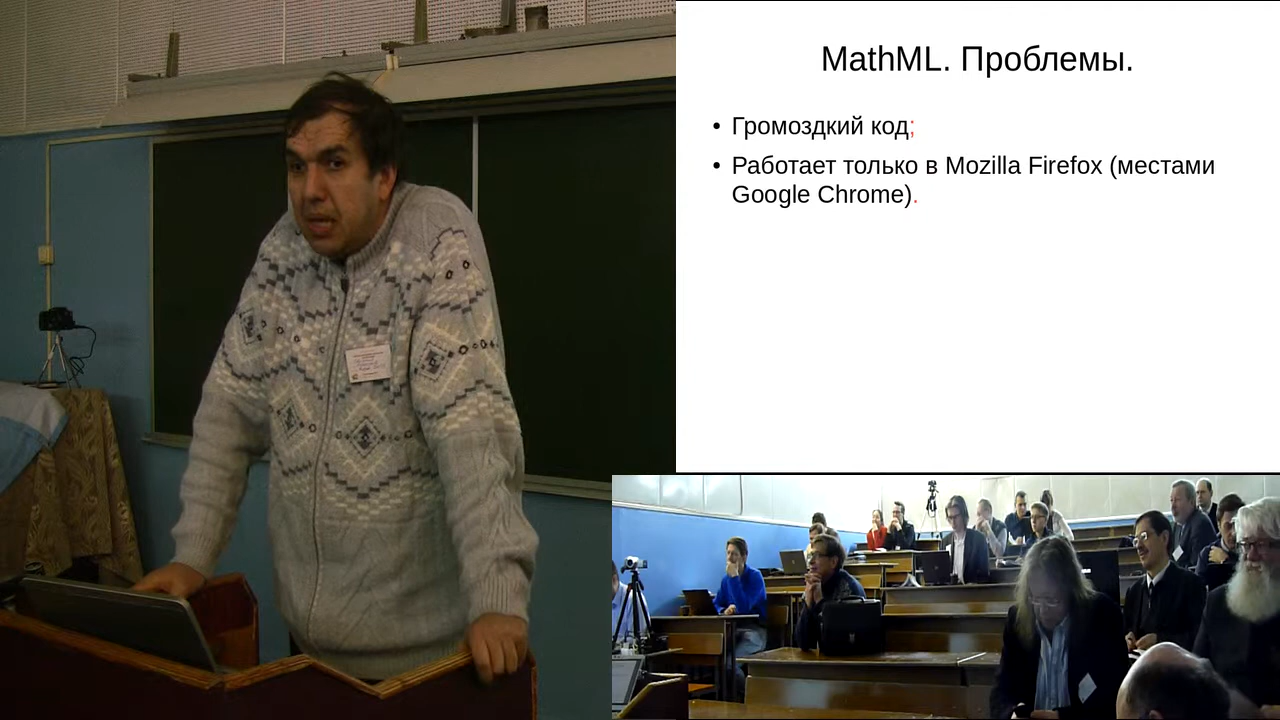 MathML. Проблемы.
• Громоздкий код;
• Работает только в Mozilla Firefox (местами
Google Chrome).